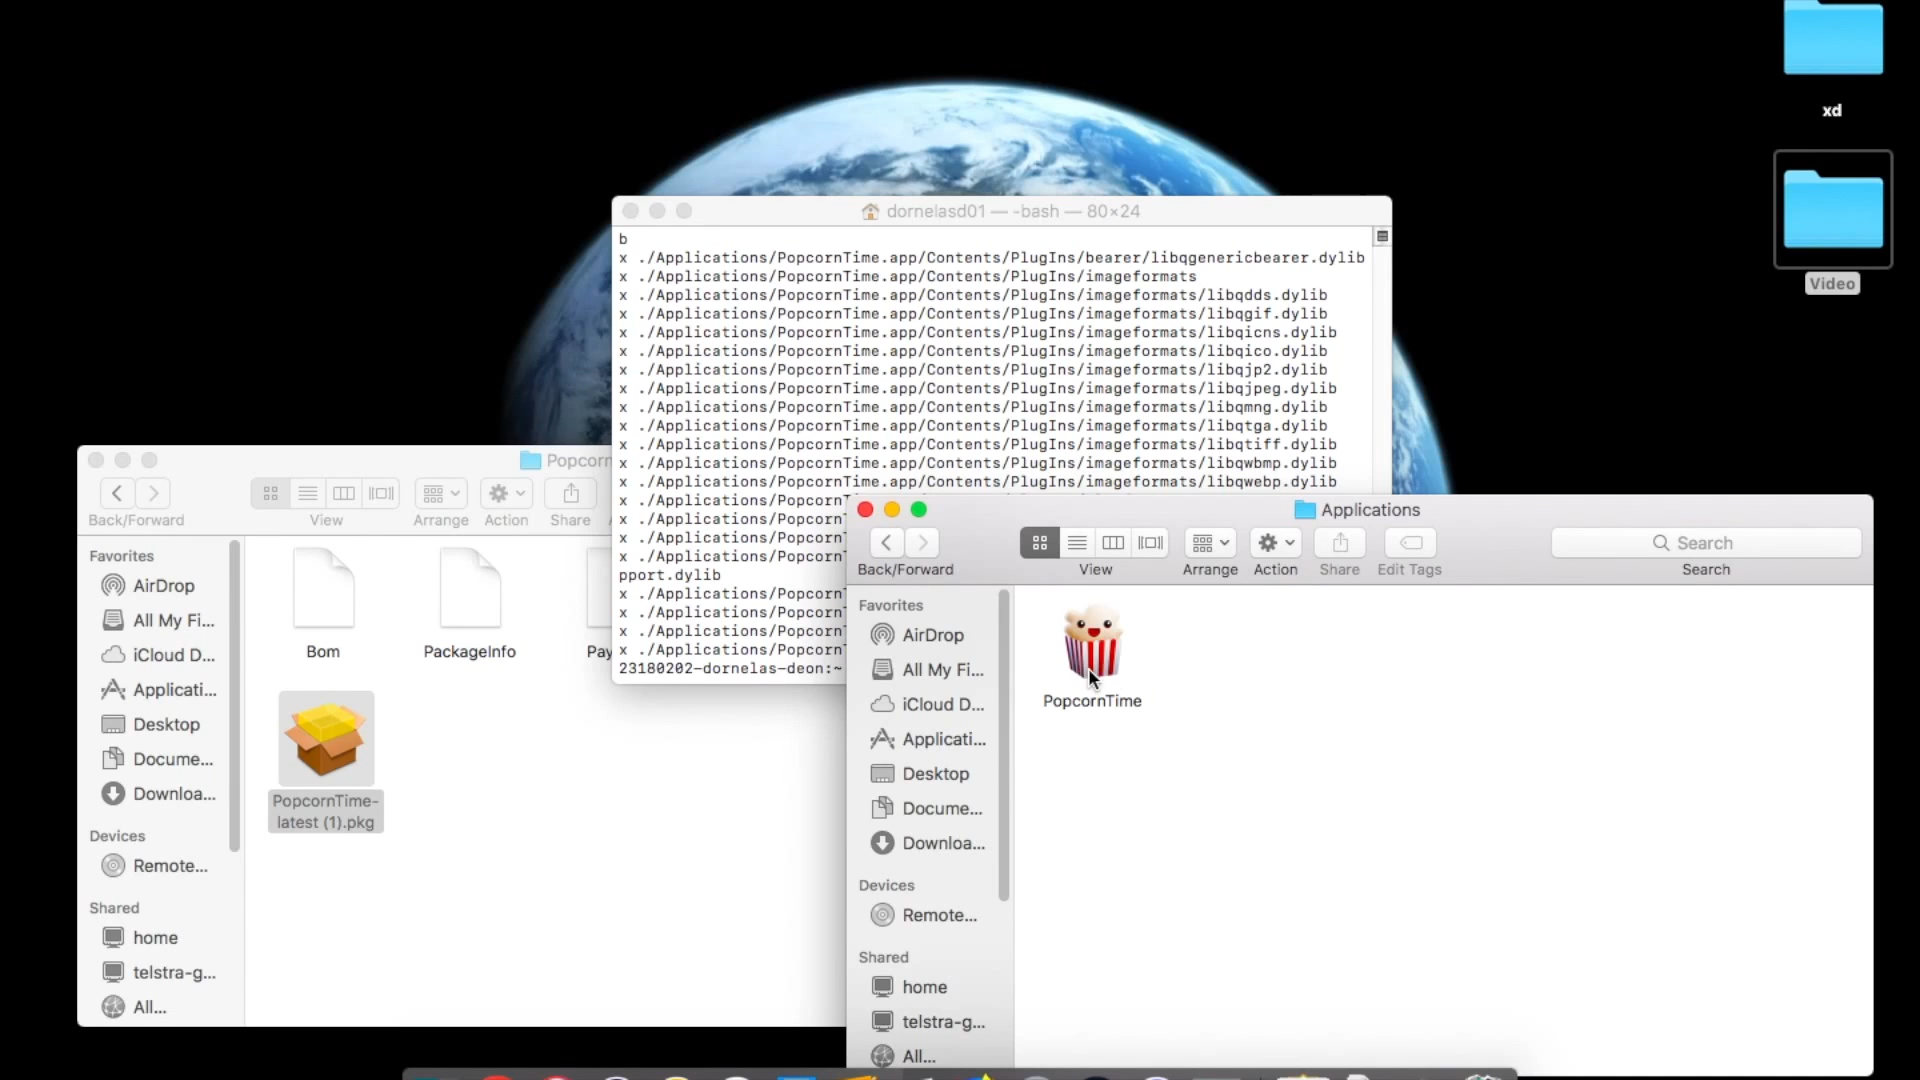 xd
Video
dornelasd01 — -bash — 80×24
b
x ./Applications/PopcornTime.app/Contents/PlugIns/bearer/libqgenericbearer.dylib
x ./Applications/PopcornTime.app/Contents/PlugIns/imageformats
x ./Applications/PopcornTime.app/Contents/PlugIns/imageformats/libqdds.dylib
x ./Applications/PopcornTime.app/Contents/PlugIns/imageformats/libqgif.dylib
x ./Applications/PopcornTime.app/Contents/PlugIns/imageformats/libqicns.dylib
x ./Applications/PopcornTime.app/Contents/PlugIns/imageformats/libqico.dylib
x ./Applications/PopcornTime.app/Contents/PlugIns/imageformats/libqjp2.dylib
x ./Applications/PopcornTime.app/Contents/PlugIns/imageformats/libqjpeg.dylib
x ./Applications/PopcornTime.app/Contents/PlugIns/imageformats/libqmng.dylib
x ./Applications/PopcornTime.app/Contents/PlugIns/imageformats/libqtga.dylib
x ./Applications/PopcornTime.app/Contents/PlugIns/imageformats/libqtiff.dylib
x ./Applications/PopcornTime.app/Contents/PlugIns/imageformats/libqwbmp.dylib
x ./Applications/PopcornTime.app/Contents/PlugIns/imageformats/libqwebp.dylib
x ./Applications/Popcorn
x ./Applications/Popcorn
x ./Applications/Popcorn
x ./Applications/Popcorn
pport.dylib
x ./Applications/Popcorn
x ./Applications/Popcorn
x ./Applications/Popcorn
x ./Applications/Popcorn
23180202-dornelas-deon:~
Popcorn
Back/Forward View Arrange Action Share
Favorites
AirDrop
All My Fi...
iCloud D...
Applicati...
Desktop
Docume...
Downloa...
Devices
Remote...
Shared
home
telstra-g...
All...
Bom PackageInfo Pay
PopcornTime-
latest (1).pkg
Applications
Search
Back/Forward View Arrange Action Share Edit Tags Search
Favorites
AirDrop
All My Fi...
iCloud D...
Applicati...
Desktop
Docume...
Downloa...
Devices
Remote...
Shared
home
telstra-g...
All...
PopcornTime